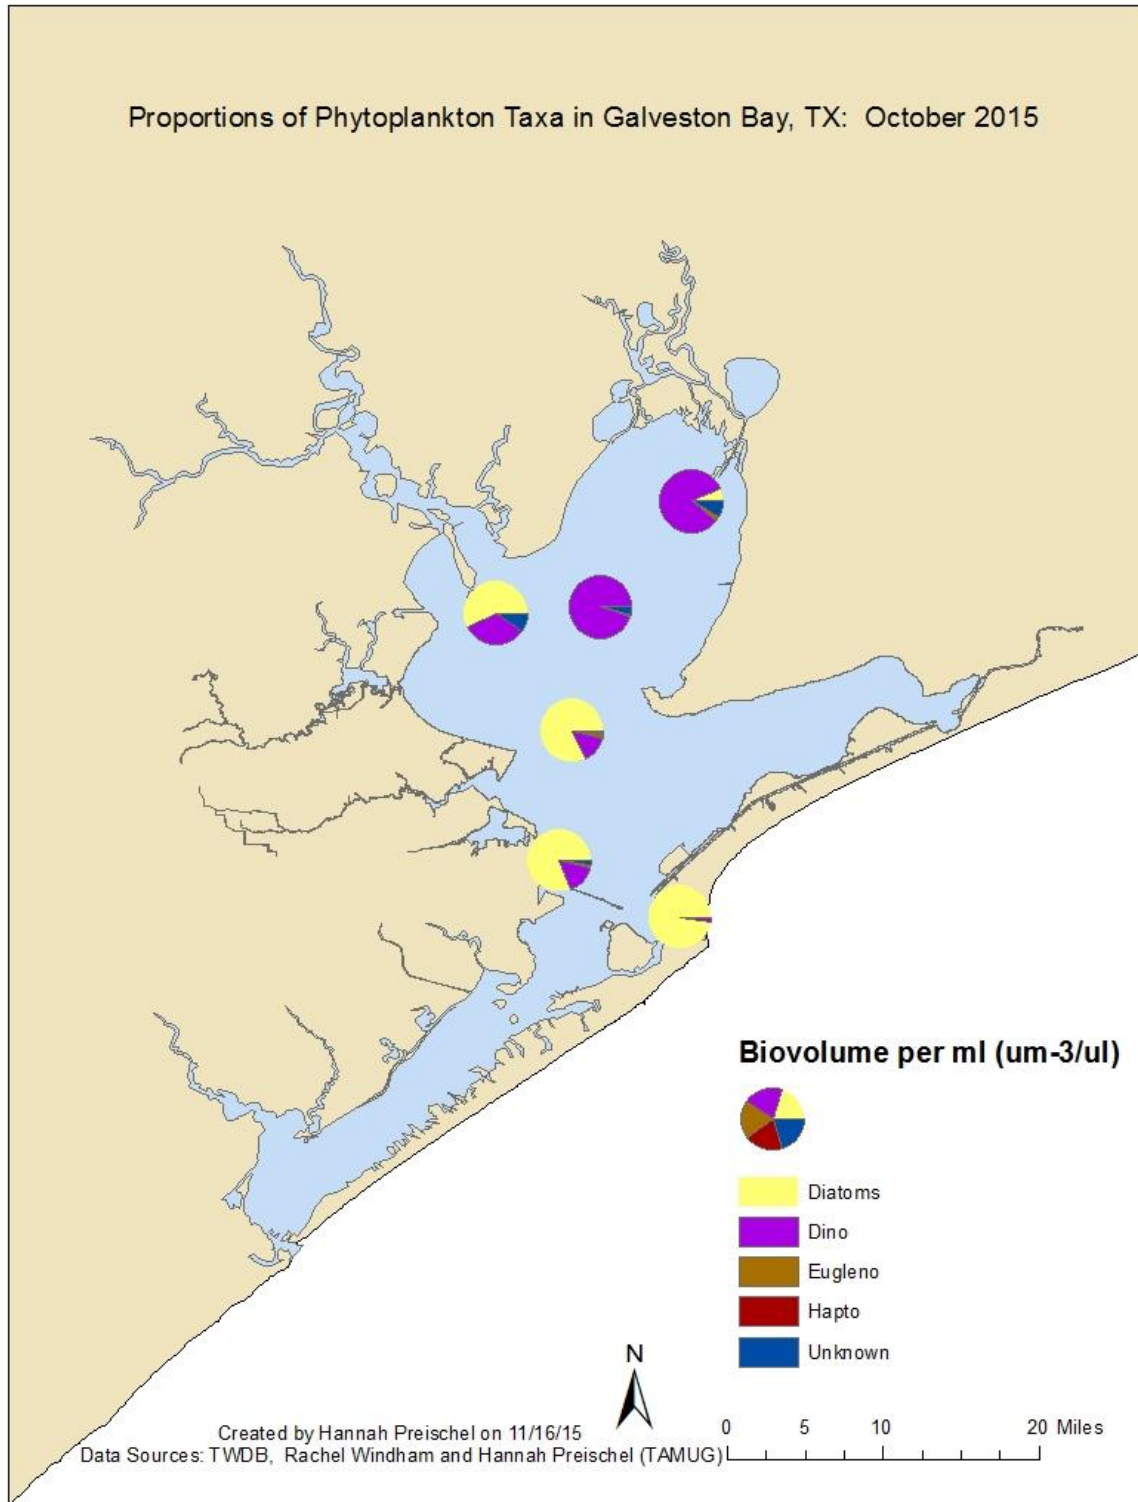 Proportions of Phytoplankton Taxa in Galveston Bay, TX:  October 2015
Biovolume per ml (um-3/ul)
Diatoms
Dino
Eugleno
Hapto
Unknown
N
Created by Hannah Preischel on 11/16/15
Data Sources: TWDB,  Rachel Windham and Hannah Preischel (TAMUG)
0 5 10 20 Miles